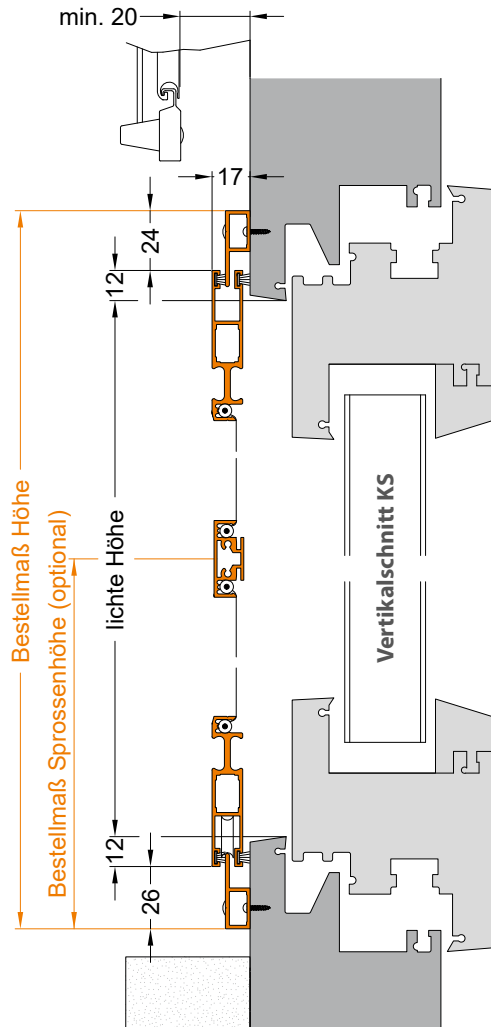 min. 20
17
24
12
Bestellmaß Höhe
Bestellmaß Sprossenhöhe (optional)
lichte Höhe
Vertikalschnitt KS
12
26